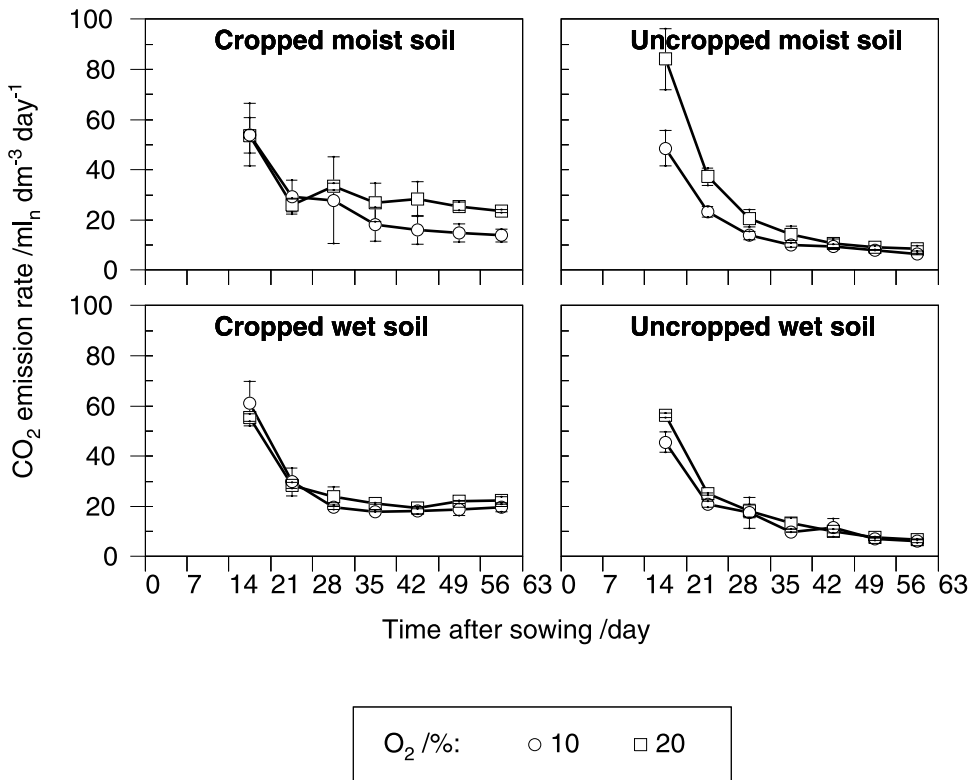 CO2 emission rate /mln dm-3 day-1
Cropped moist soil
100
80
60
40
20
0
Uncropped moist soil
Cropped wet soil
100
80
60
40
20
0
Uncropped wet soil
0 7 14 21 28 35 42 49 56 63
0 7 14 21 28 35 42 49 56 63
Time after sowing /day
O2 /%: 10 20